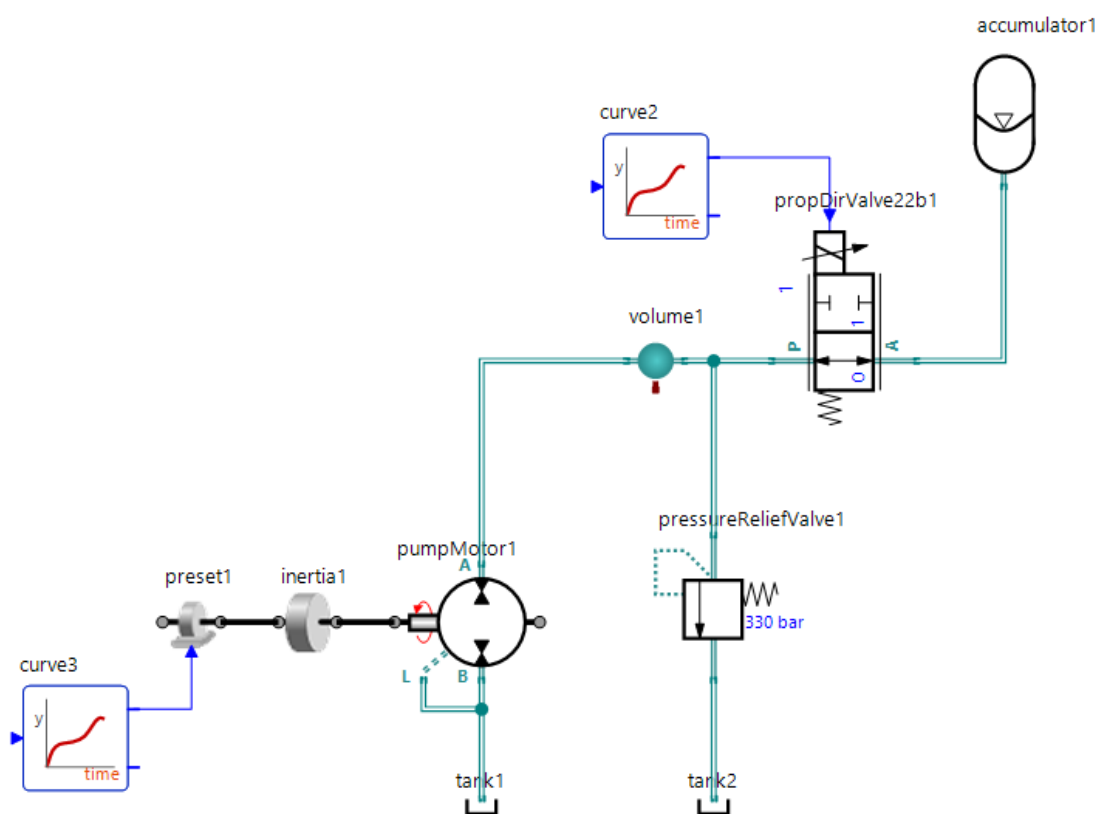 accumulator1
curve2
y
time
propDirValve22b1
1
1
0
P
A
volume1
pressureReliefValve1
330 bar
pumpMotor1
A
preset1
inertia1
L
B
curve3
y
time
tank1
tank2